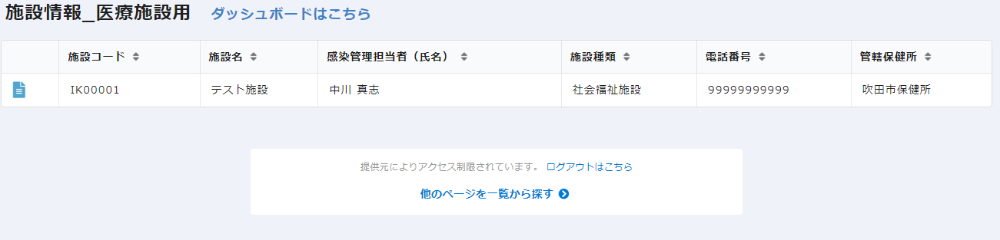 施設情報_医療施設用 ダッシュボードはこちら
施設コード 施設名 感染管理担当者（氏名） 施設種類 電話番号 管轄保健所
IK00001 テスト施設 中川 真志 社会福祉施設 99999999999 吹田市保健所
提供元によりアクセス制限されています。 ログアウトはこちら
他のページを一覧から探す